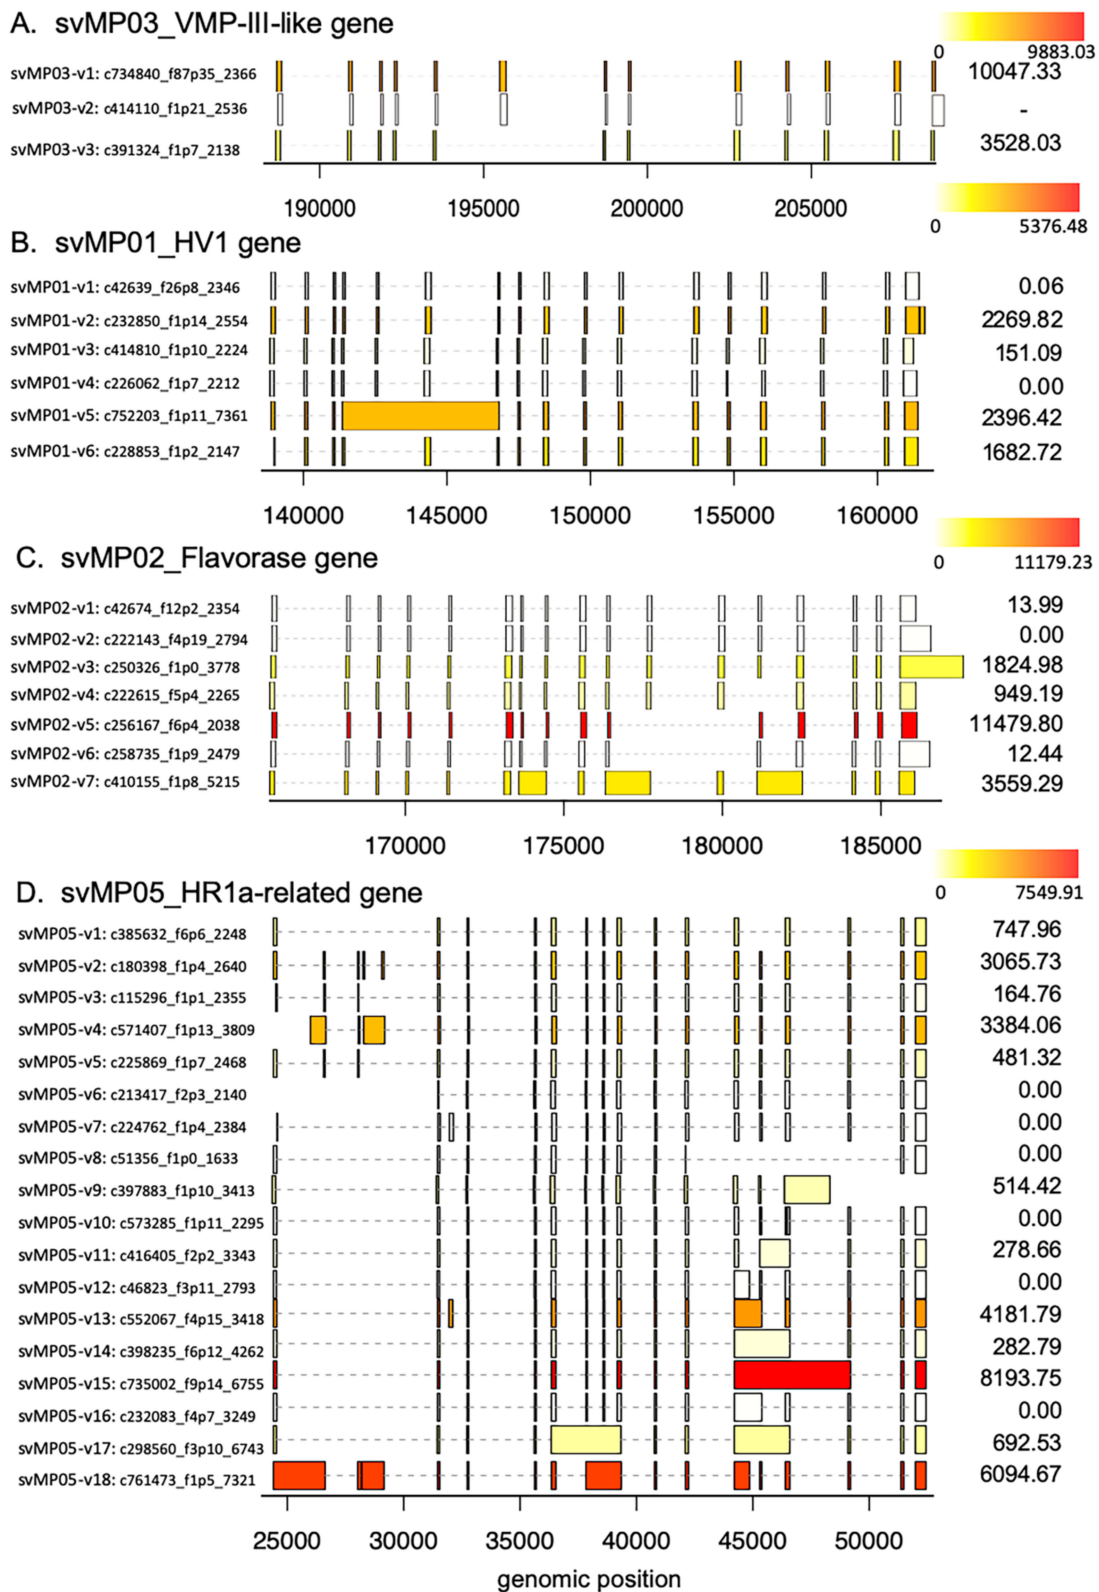 A. svMP03_VMP-III-like gene
0 9883.03
svMP03-v1: c734840_f87p35_2366 10047.33
svMP03-v2: c414110_f1p21_2536 -
svMP03-v3: c391324_f1p7_2138 3528.03
190000 195000 200000 205000
0 5376.48
B. svMP01_HV1 gene
svMP01-v1: c42639_f26p8_2346 0.06
svMP01-v2: c232850_f1p14_2554 2269.82
svMP01-v3: c414810_f1p10_2224 151.09
svMP01-v4: c226062_f1p7_2212 0.00
svMP01-v5: c752203_f1p11_7361 2396.42
svMP01-v6: c228853_f1p2_2147 1682.72
140000 145000 150000 155000 160000
C. svMP02_Flavorase gene
0 11179.23
svMP02-v1: c42674_f12p2_2354 13.99
svMP02-v2: c222143_f4p19_2794 0.00
svMP02-v3: c250326_f1p0_3778 1824.98
svMP02-v4: c222615_f5p4_2265 949.19
svMP02-v5: c256167_f6p4_2038 11479.80
svMP02-v6: c258735_f1p9_2479 12.44
svMP02-v7: c410155_f1p8_5215 3559.29
170000 175000 180000 185000
D. svMP05_HR1a-related gene
0 7549.91
svMP05-v1: c385632_f6p6_2248 747.96
svMP05-v2: c180398_f1p4_2640 3065.73
svMP05-v3: c115296_f1p1_2355 164.76
svMP05-v4: c571407_f1p13_3809 3384.06
svMP05-v5: c225869_f1p7_2468 481.32
svMP05-v6: c213417_f2p3_2140 0.00
svMP05-v7: c224762_f1p4_2384 0.00
svMP05-v8: c51356_f1p0_1633 0.00
svMP05-v9: c397883_f1p10_3413 514.42
svMP05-v10: c573285_f1p11_2295 0.00
svMP05-v11: c416405_f2p2_3343 278.66
svMP05-v12: c46823_f3p11_2793 0.00
svMP05-v13: c552067_f4p15_3418 4181.79
svMP05-v14: c398235_f6p12_4262 282.79
svMP05-v15: c735002_f9p14_6755 8193.75
svMP05-v16: c232083_f4p7_3249 0.00
svMP05-v17: c298560_f3p10_6743 692.53
svMP05-v18: c761473_f1p5_7321 6094.67
25000 30000 35000 40000 45000 50000
genomic position